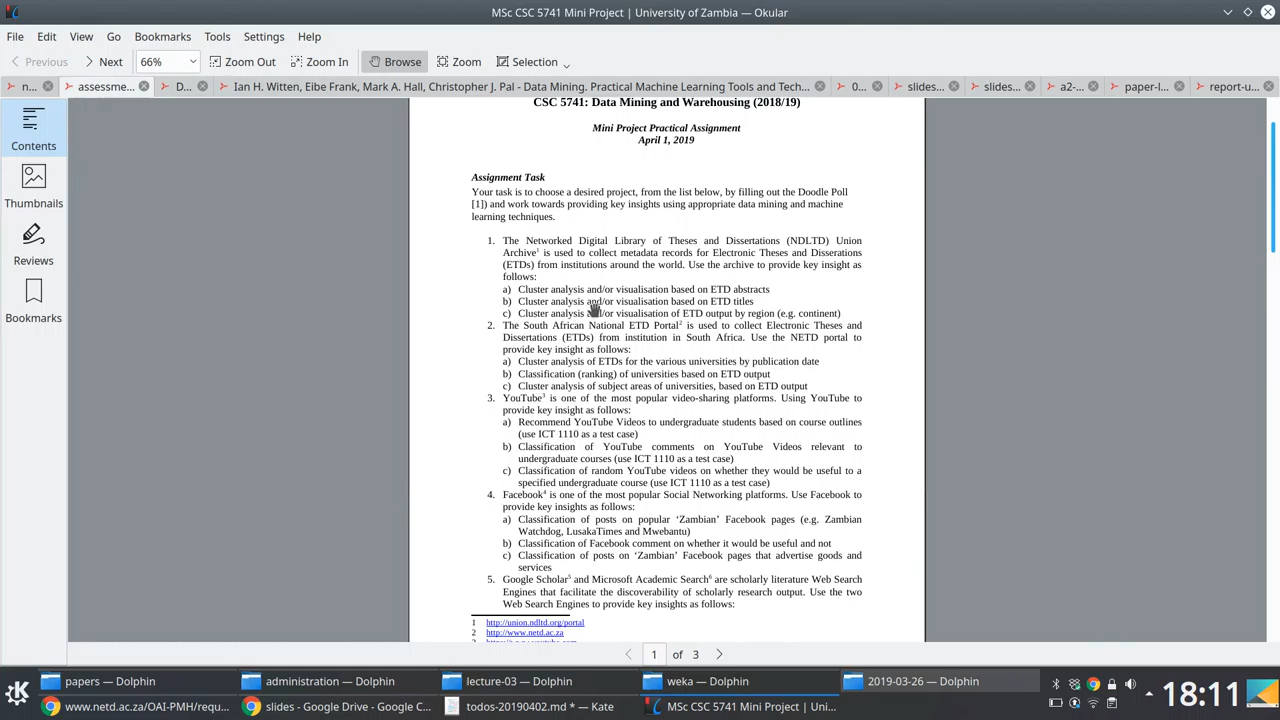 MSc CSC 5741 Mini Project | University of Zambia — Okular
File Edit View Go Bookmarks Tools Settings Help
Previous Next 66% Zoom Out Zoom In Browse Zoom Selection
n... assessme... D... Ian H. Witten, Eibe Frank, Mark A. Hall, Christopher J. Pal - Data Mining. Practical Machine Learning Tools and Tech... 0... slides... slides... a2-... paper-l... report-u...
Contents
Thumbnails
Reviews
Bookmarks
CSC 5741: Data Mining and Warehousing (2018/19)
Mini Project Practical Assignment
April 1, 2019
Assignment Task
Your task is to choose a desired project, from the list below, by filling out the Doodle Poll
[1]) and work towards providing key insights using appropriate data mining and machine
learning techniques.
1. The Networked Digital Library of Theses and Dissertations (NDLTD) Union
Archive1 is used to collect metadata records for Electronic Theses and Disserations
(ETDs) from institutions around the world. Use the archive to provide key insight as
follows:
a) Cluster analysis and/or visualisation based on ETD abstracts
b) Cluster analysis and/or visualisation based on ETD titles
c) Cluster analysis and/or visualisation of ETD output by region (e.g. continent)
2. The South African National ETD Portal2 is used to collect Electronic Theses and
Dissertations (ETDs) from institution in South Africa. Use the NETD portal to
provide key insight as follows:
a) Cluster analysis of ETDs for the various universities by publication date
b) Classification (ranking) of universities based on ETD output
c) Cluster analysis of subject areas of universities, based on ETD output
3. YouTube3 is one of the most popular video-sharing platforms. Using YouTube to
provide key insight as follows:
a) Recommend YouTube Videos to undergraduate students based on course outlines
(use ICT 1110 as a test case)
b) Classification of YouTube comments on YouTube Videos relevant to
undergraduate courses (use ICT 1110 as a test case)
c) Classification of random YouTube videos on whether they would be useful to a
specified undergraduate course (use ICT 1110 as a test case)
4. Facebook4 is one of the most popular Social Networking platforms. Use Facebook to
provide key insights as follows:
a) Classification of posts on popular ‘Zambian’ Facebook pages (e.g. Zambian
Watchdog, LusakaTimes and Mwebantu)
b) Classification of Facebook comment on whether it would be useful and not
c) Classification of posts on ‘Zambian’ Facebook pages that advertise goods and
services
5. Google Scholar5 and Microsoft Academic Search6 are scholarly literature Web Search
Engines that facilitate the discoverability of scholarly research output. Use the two
Web Search Engines to provide key insights as follows:
1 http://union.ndltd.org/portal
2 http://www.netd.ac.za
1 of 3
papers — Dolphin administration — Dolphin lecture-03 — Dolphin weka — Dolphin 2019-03-26 — Dolphin
www.netd.ac.za/OAI-PMH/requ... slides - Google Drive - Google C... todos-20190402.md * — Kate MSc CSC 5741 Mini Project | Uni...
18:11